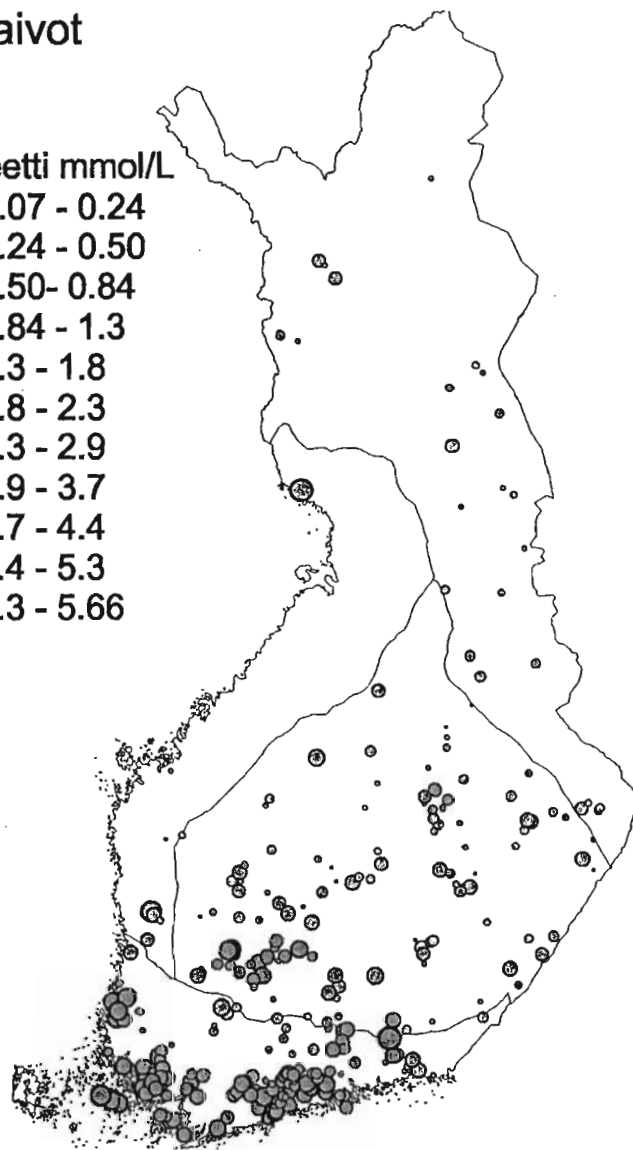 aivot
eetti mmol/L
.07 - 0.24
.24 - 0.50
.50- 0.84
.84 - 1.3
.3 - 1.8
.8 - 2.3
.3 - 2.9
.9 - 3.7
.7 - 4.4
.4 - 5.3
.3 - 5.66